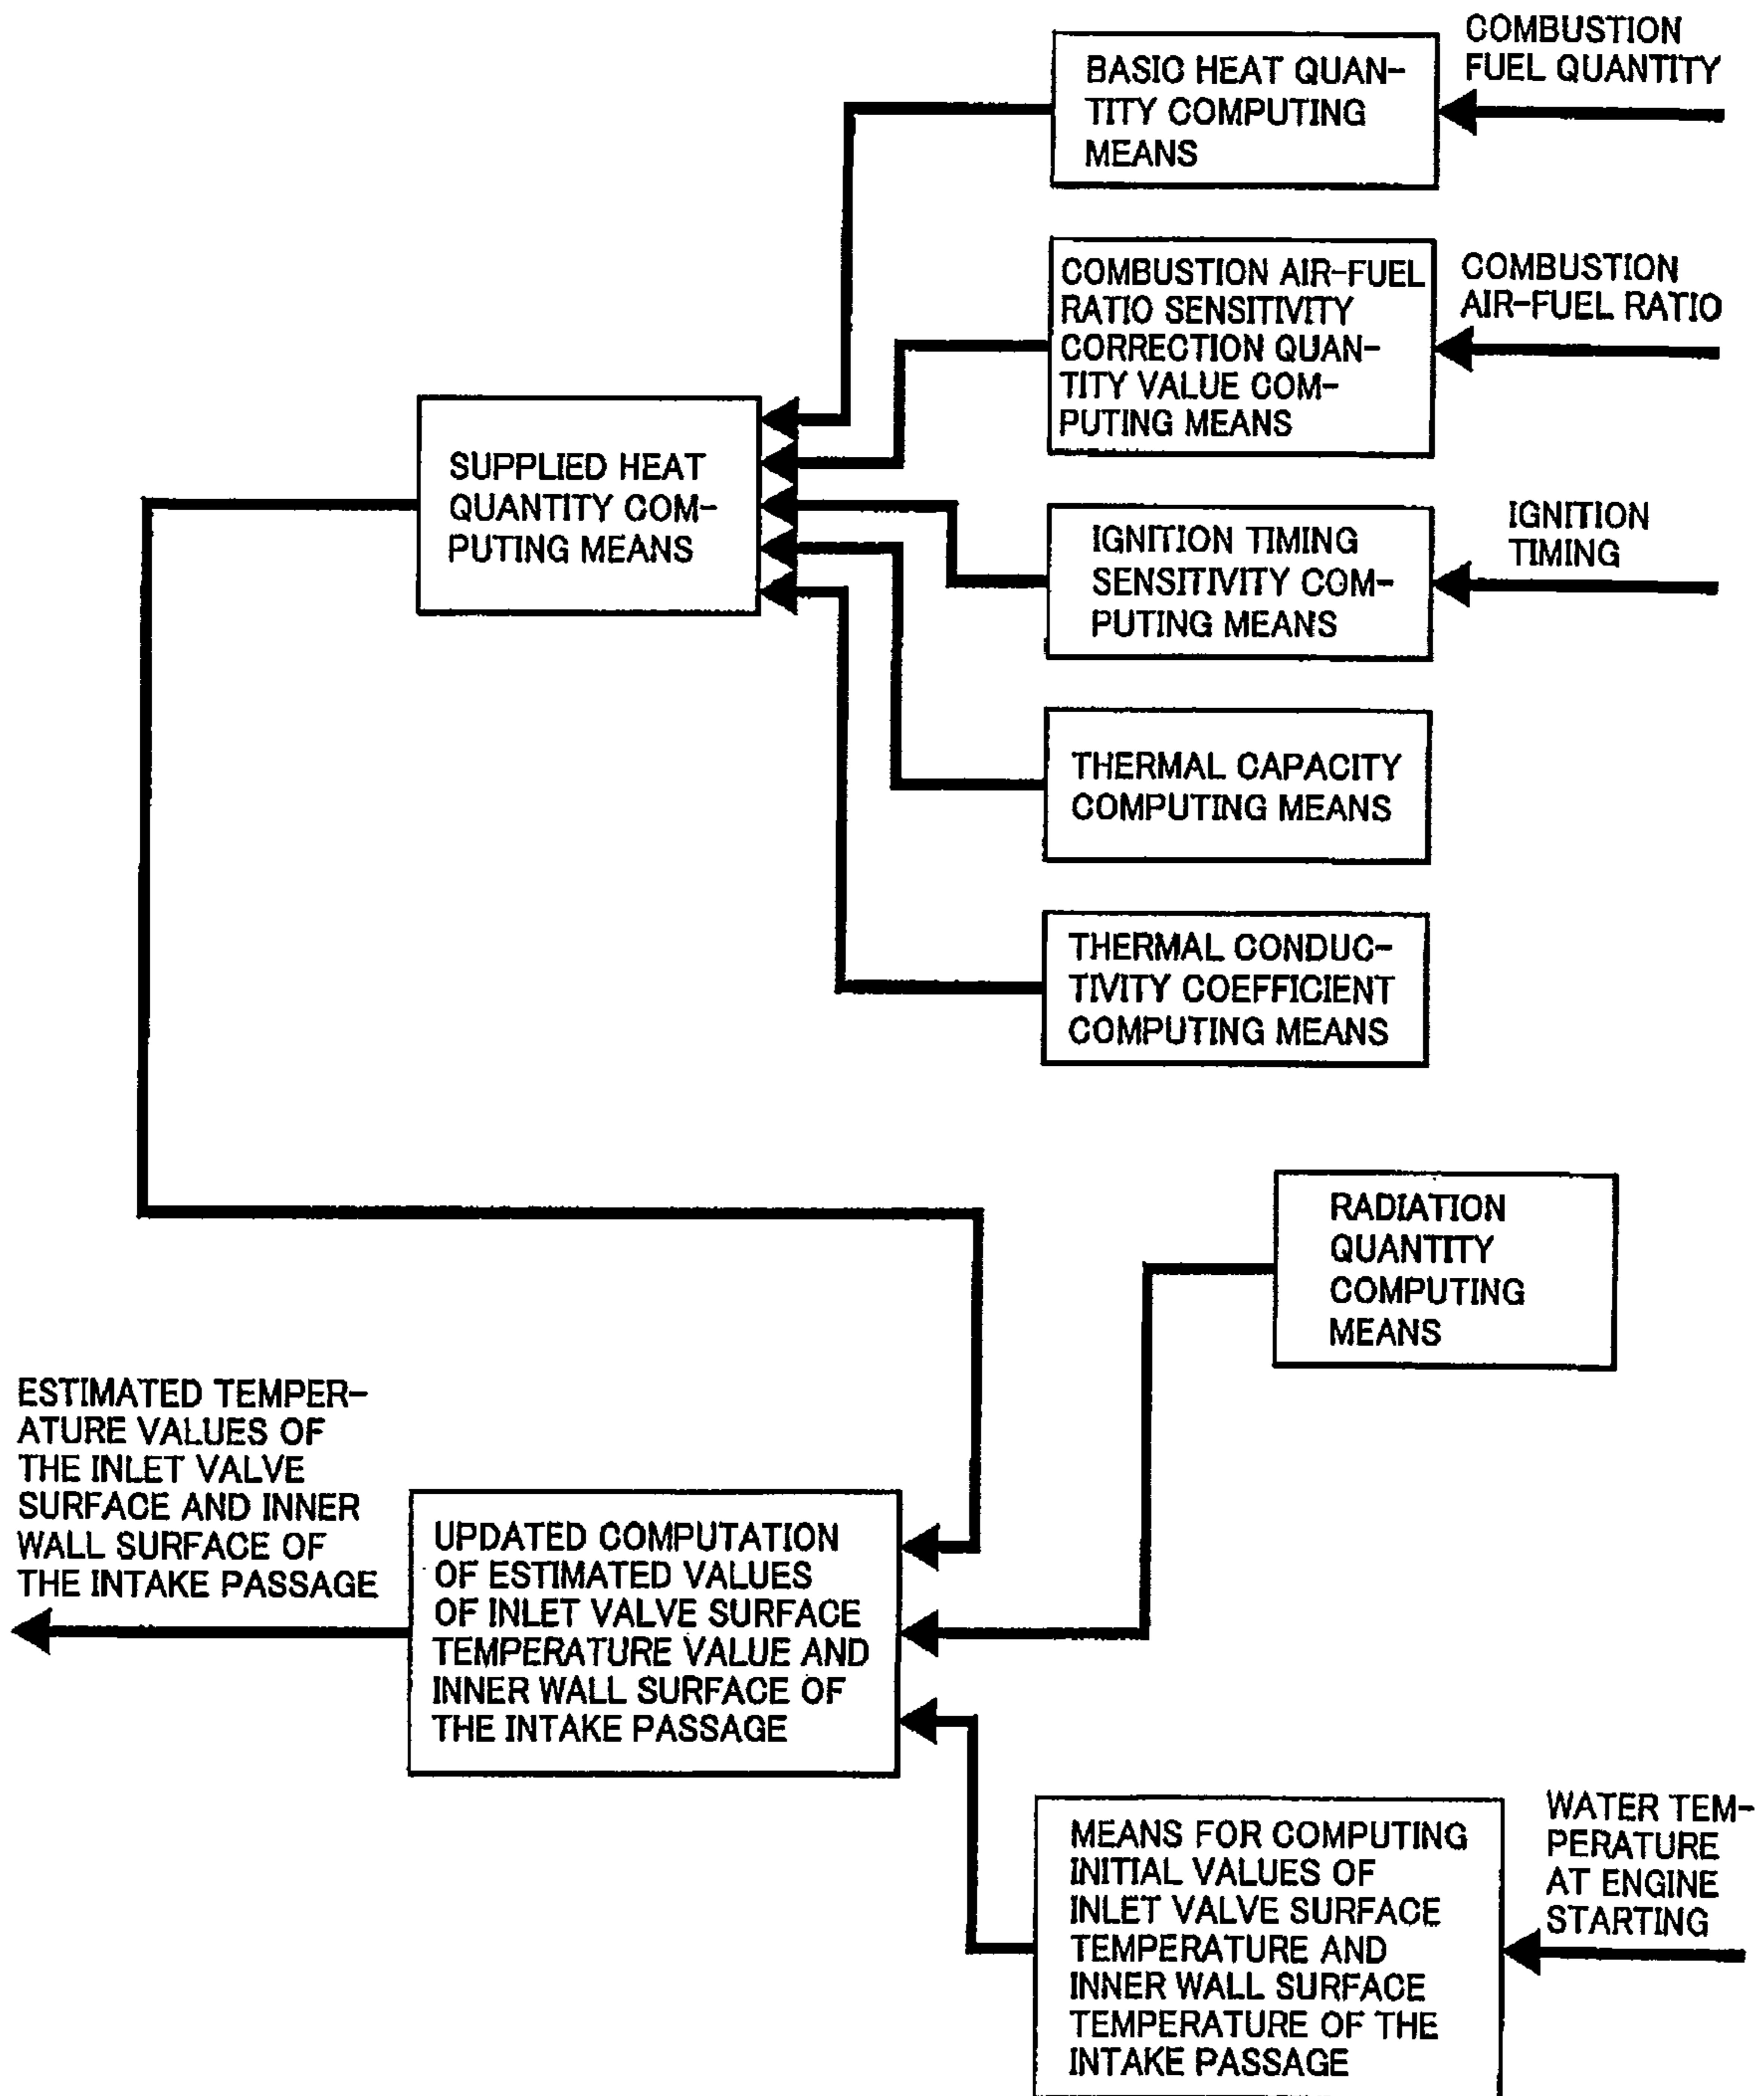 COMBUSTION
FUEL QUANTITY
BASIC HEAT QUAN-
TITY COMPUTING
MEANS
COMBUSTION AIR-FUEL
RATIO SENSITIVITY
CORRECTION QUAN-
TITY VALUE COM-
PUTING MEANS
COMBUSTION
AIR-FUEL RATIO
SUPPLIED HEAT
QUANTITY COM-
PUTING MEANS
IGNITION TIMING
SENSITIVITY COM-
PUTING MEANS
IGNITION
TIMING
THERMAL CAPACITY
COMPUTING MEANS
THERMAL CONDUC-
TIVITY COEFFICIENT
COMPUTING MEANS
RADIATION
QUANTITY
COMPUTING
MEANS
ESTIMATED TEMPER-
ATURE VALUES OF
THE INLET VALVE
SURFACE AND INNER
WALL SURFACE OF
THE INTAKE PASSAGE
UPDATED COMPUTATION
OF ESTIMATED VALUES
OF INLET VALVE SURFACE
TEMPERATURE VALUE AND
INNER WALL SURFACE OF
THE INTAKE PASSAGE
MEANS FOR COMPUTING
INITIAL VALUES OF
INLET VALVE SURFACE
TEMPERATURE AND
INNER WALL SURFACE
TEMPERATURE OF THE
INTAKE PASSAGE
WATER TEM-
PERATURE
AT ENGINE
STARTING